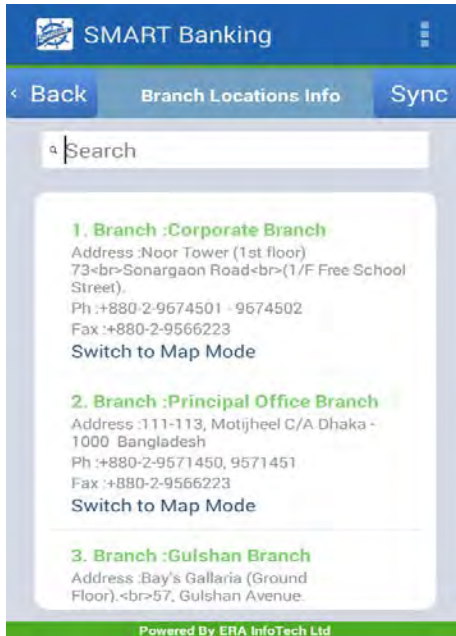 SMART Banking
‹ Back
Branch Locations Info
Sync
Search
1. Branch :Corporate Branch
Address :Noor Tower (1st floor)
73<br>Sonargaon Road<br>(1/F Free School
Street).
Ph :+880-2-9674501 - 9674502
Fax :+880-2-9566223
Switch to Map Mode
2. Branch :Principal Office Branch
Address :111-113, Motijheel C/A Dhaka -
1000 Bangladesh
Ph :+880-2-9571450, 9571451
Fax :+880-2-9566223
Switch to Map Mode
3. Branch :Gulshan Branch
Address :Bay's Gallaria (Ground
Floor).<br>57, Gulshan Avenue.
Powered By ERA InfoTech Ltd